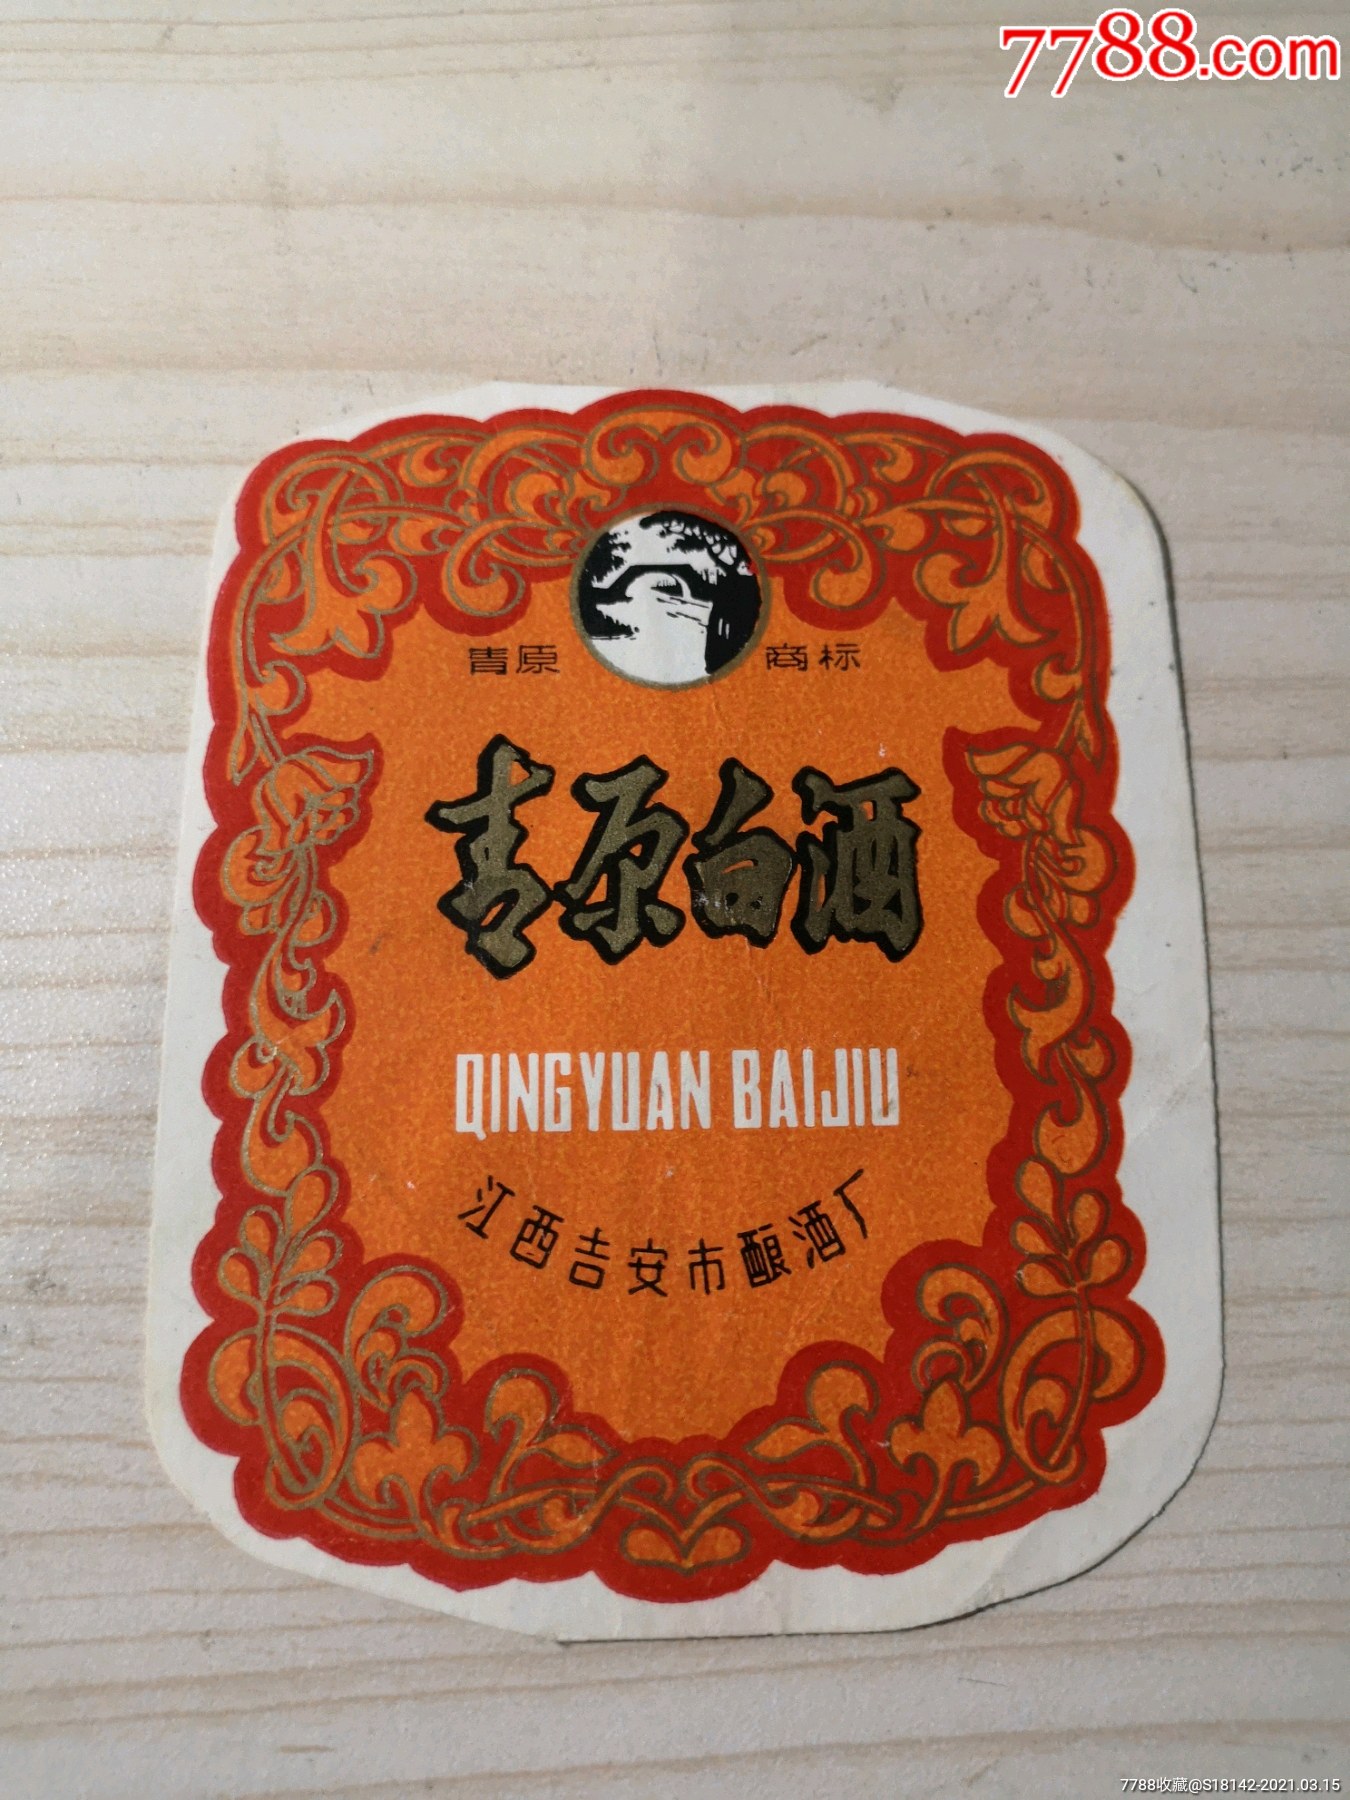 7788.com
青原 商标
青原白酒
QINGYUAN BAIJIU
江西吉安市酿酒厂
7788收藏@S18142-2021.03.15